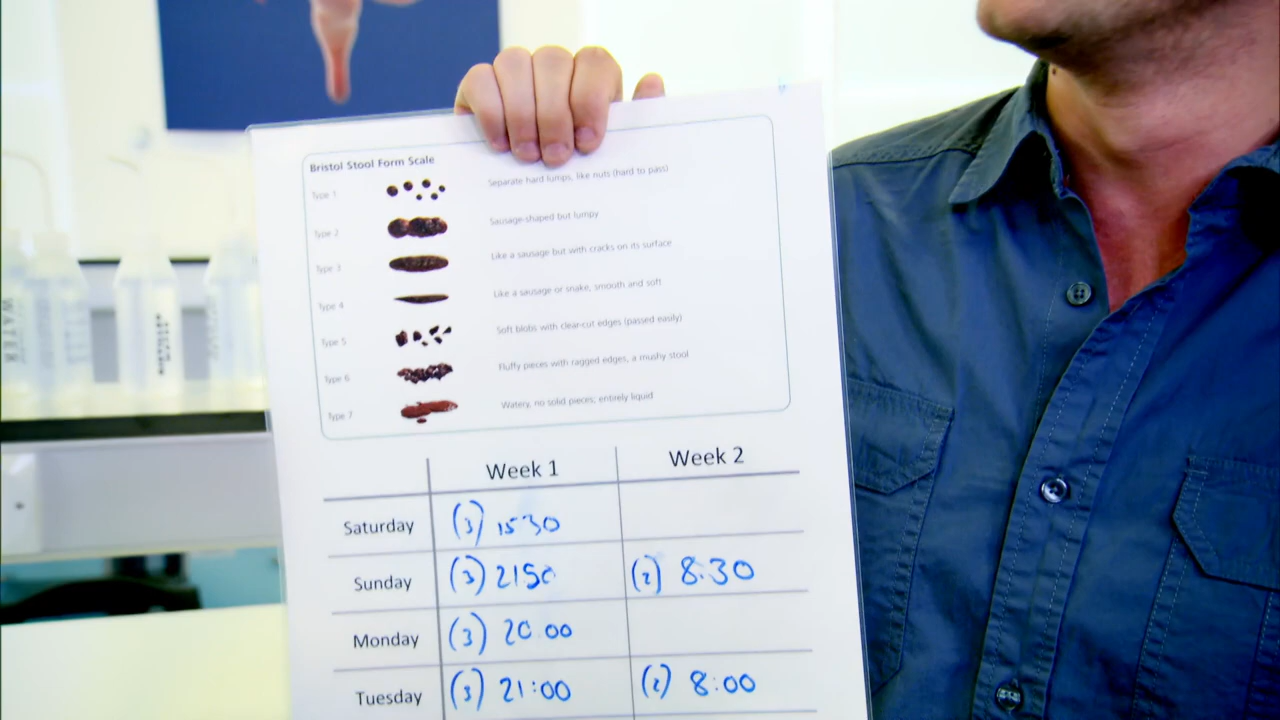 Bristol Stool Form Scale
Type 1 Separate hard lumps, like nuts (hard to pass)
Type 2 Sausage-shaped but lumpy
Type 3 Like a sausage but with cracks on its surface
Type 4 Like a sausage or snake, smooth and soft
Type 5 Soft blobs with clear-cut edges (passed easily)
Type 6 Fluffy pieces with ragged edges, a mushy stool
Type 7 Watery, no solid pieces; entirely liquid
Week 1 Week 2
Saturday (3) 1530
Sunday (3) 2150 (2) 8:30
Monday (3) 20.00
Tuesday (3) 21:00 (2) 8:00
WATER